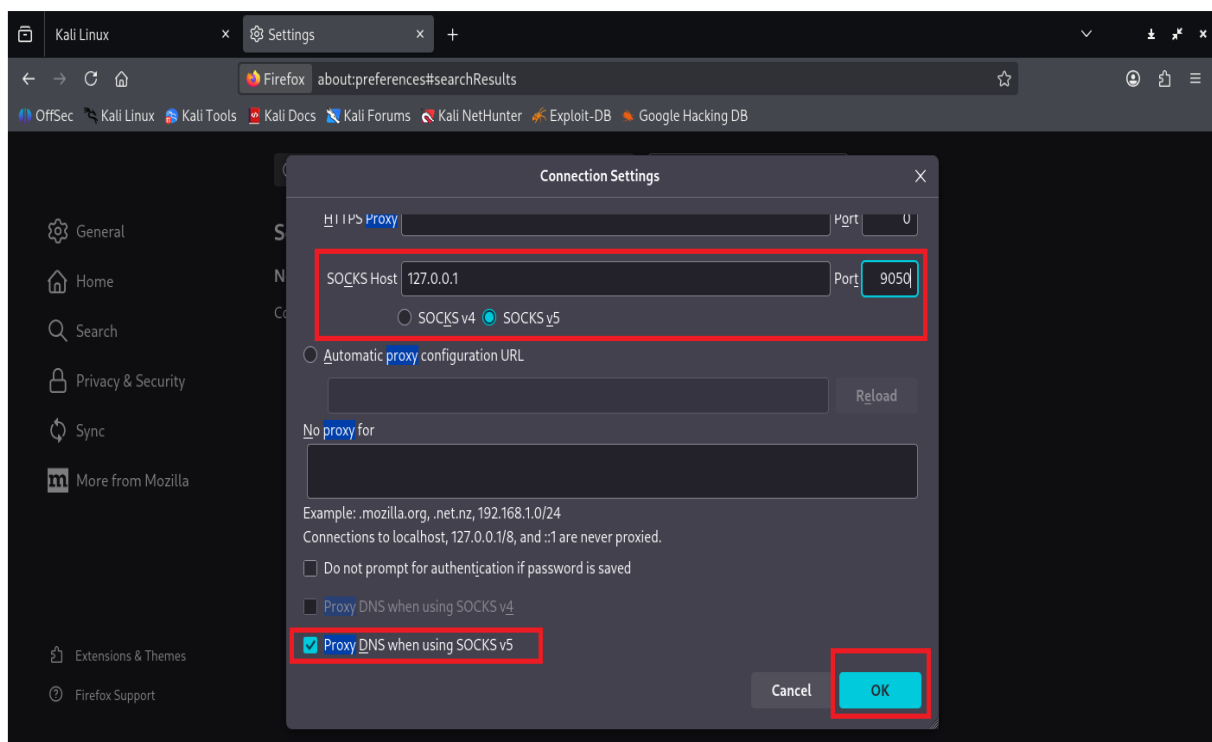 Kali Linux
Settings
Firefox about:preferences#searchResults
OffSec Kali Linux Kali Tools Kali Docs Kali Forums Kali NetHunter Exploit-DB Google Hacking DB
Connection Settings
HTTPS Proxy Port 0
General
SOCKS Host 127.0.0.1 Port 9050
Home
SOCKS v4 SOCKS v5
Search
Automatic proxy configuration URL
Privacy & Security
Reload
Sync
No proxy for
More from Mozilla
Example: .mozilla.org, .net.nz, 192.168.1.0/24
Connections to localhost, 127.0.0.1/8, and ::1 are never proxied.
Do not prompt for authentication if password is saved
Proxy DNS when using SOCKS v4
Proxy DNS when using SOCKS v5
Extensions & Themes
Cancel OK
Firefox Support